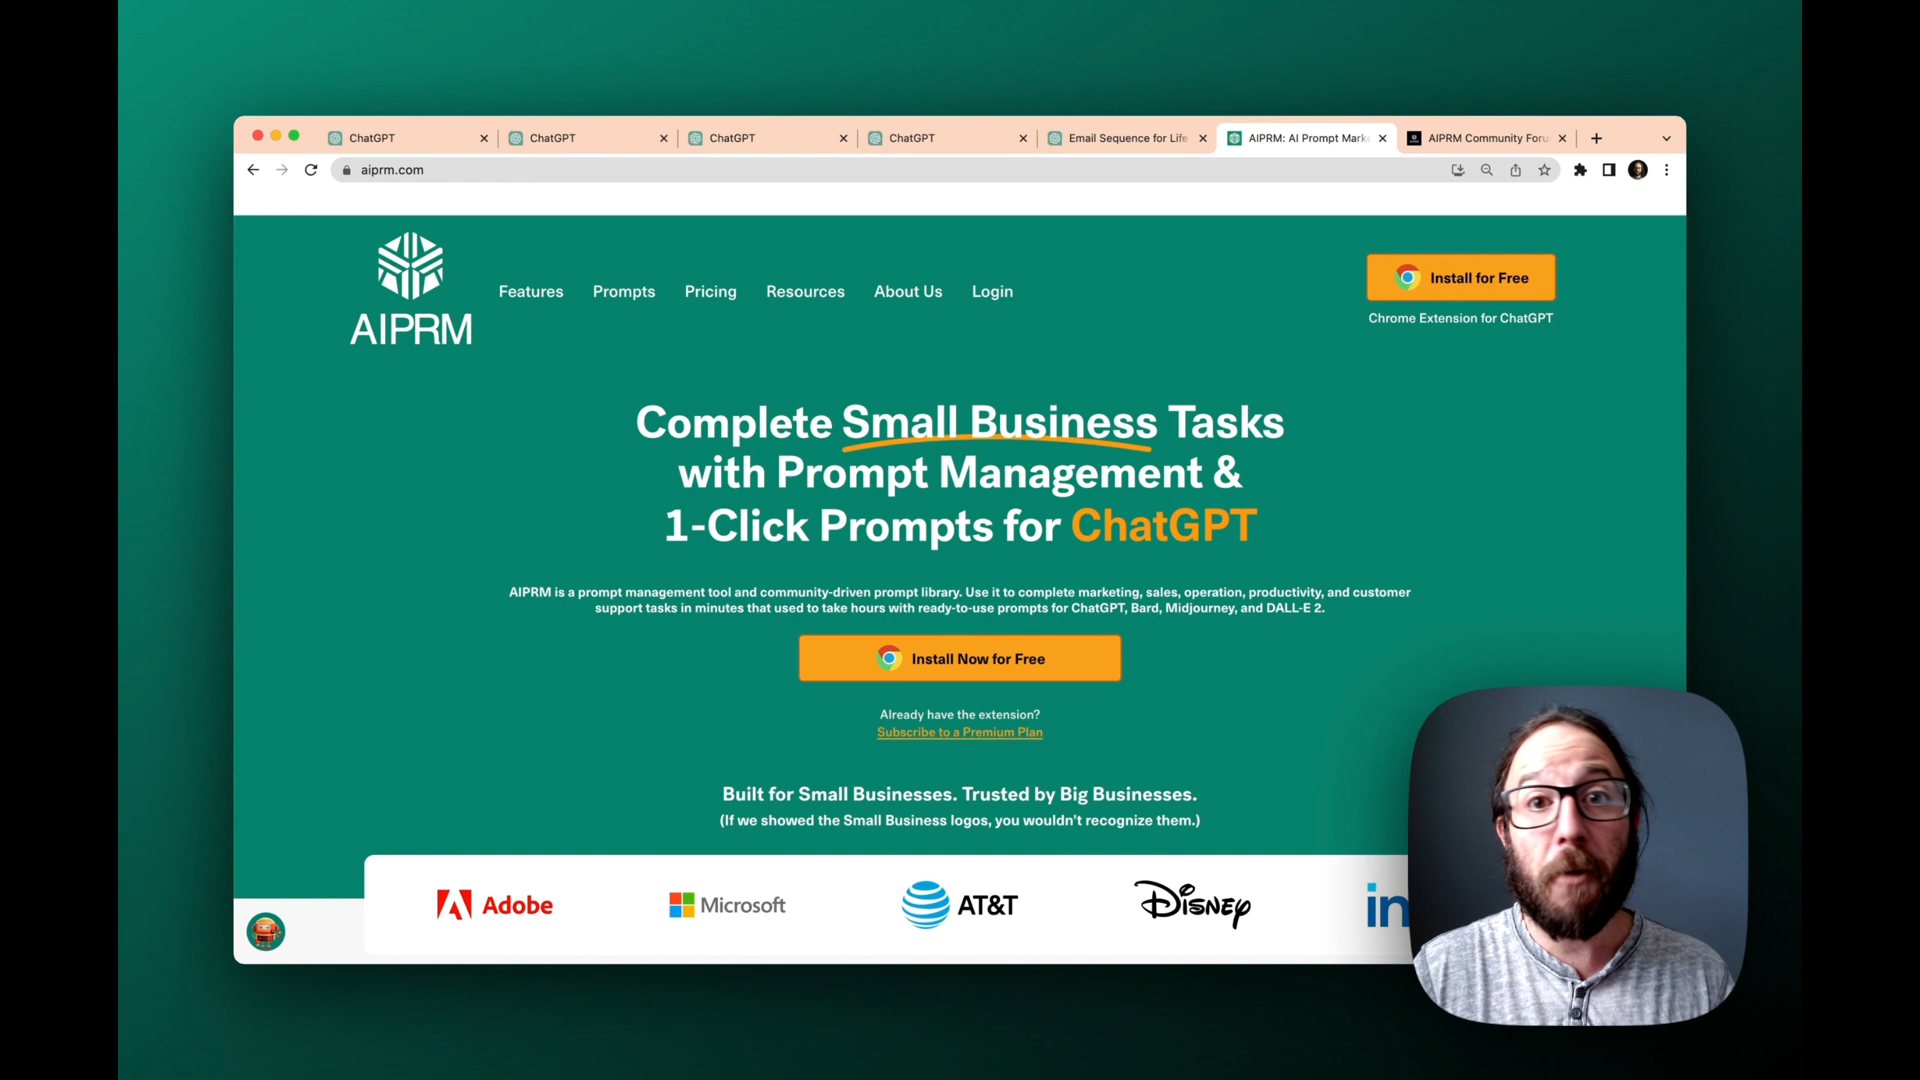 ChatGPT
ChatGPT
ChatGPT
ChatGPT
Email Sequence for Life
AIPRM: AI Prompt Mark
AIPRM Community Foru
aiprm.com
AIPRM
Features
Prompts
Pricing
Resources
About Us
Login
Install for Free
Chrome Extension for ChatGPT
Complete Small Business Tasks
with Prompt Management &
1-Click Prompts for ChatGPT
AIPRM is a prompt management tool and community-driven prompt library. Use it to complete marketing, sales, operation, productivity, and customer
support tasks in minutes that used to take hours with ready-to-use prompts for ChatGPT, Bard, Midjourney, and DALL-E 2.
Install Now for Free
Already have the extension?
Subscribe to a Premium Plan
Built for Small Businesses. Trusted by Big Businesses.
(If we showed the Small Business logos, you wouldn't recognize them.)
Adobe
Microsoft
AT&T
Disney
in